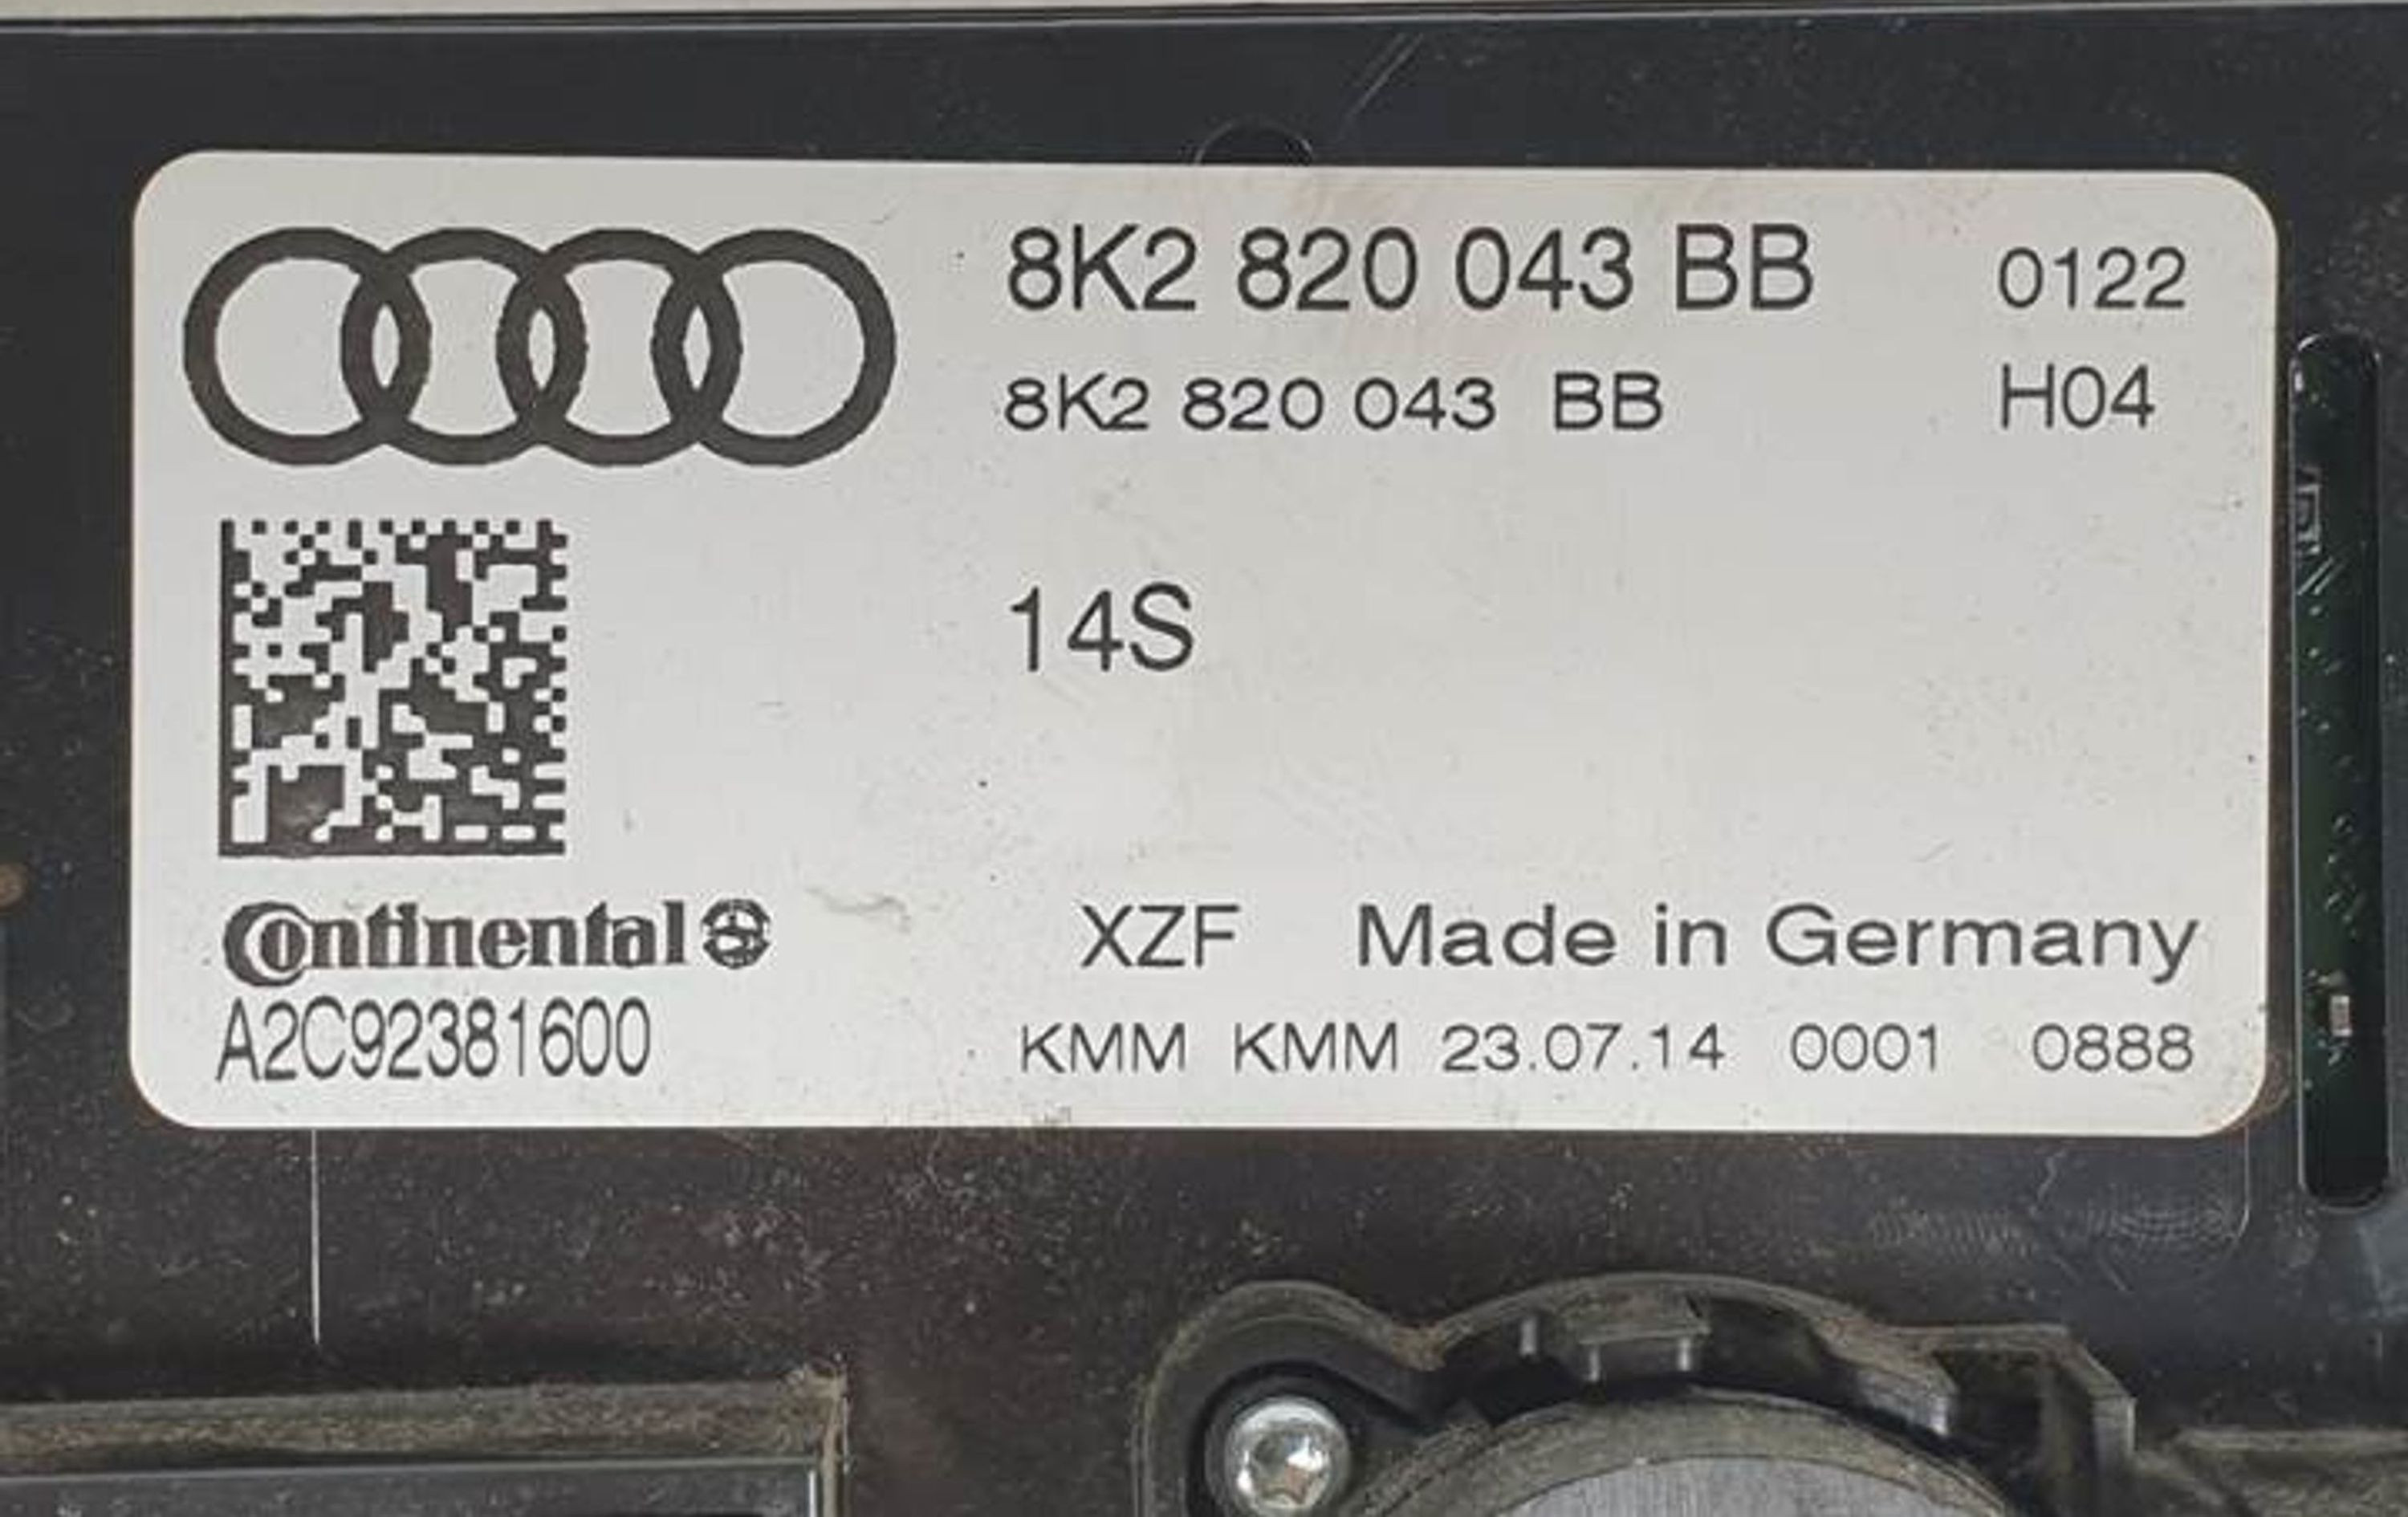 8K2 820 043 BB 0122
8K2 820 043 BB H04
14S
Continental
XZF Made in Germany
A2C92381600
KMM KMM 23.07.14 0001 0888